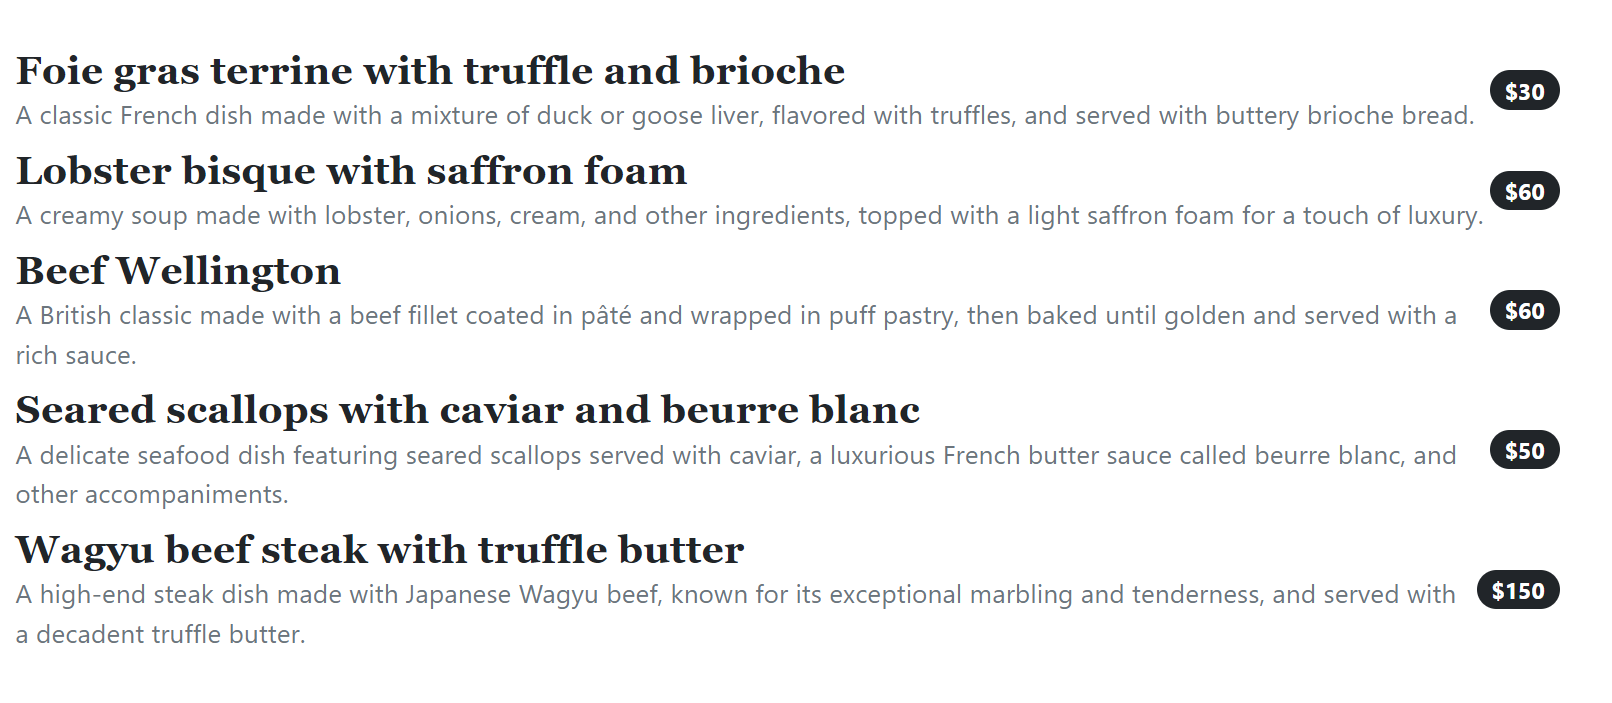 Foie gras terrine with truffle and brioche
$30
A classic French dish made with a mixture of duck or goose liver, flavored with truffles, and served with buttery brioche bread.
Lobster bisque with saffron foam
$60
A creamy soup made with lobster, onions, cream, and other ingredients, topped with a light saffron foam for a touch of luxury.
Beef Wellington
A British classic made with a beef fillet coated in pâté and wrapped in puff pastry, then baked until golden and served with a
$60
rich sauce.
Seared scallops with caviar and beurre blanc
A delicate seafood dish featuring seared scallops served with caviar, a luxurious French butter sauce called beurre blanc, and
$50
other accompaniments.
Wagyu beef steak with truffle butter
A high-end steak dish made with Japanese Wagyu beef, known for its exceptional marbling and tenderness, and served with
$150
a decadent truffle butter.